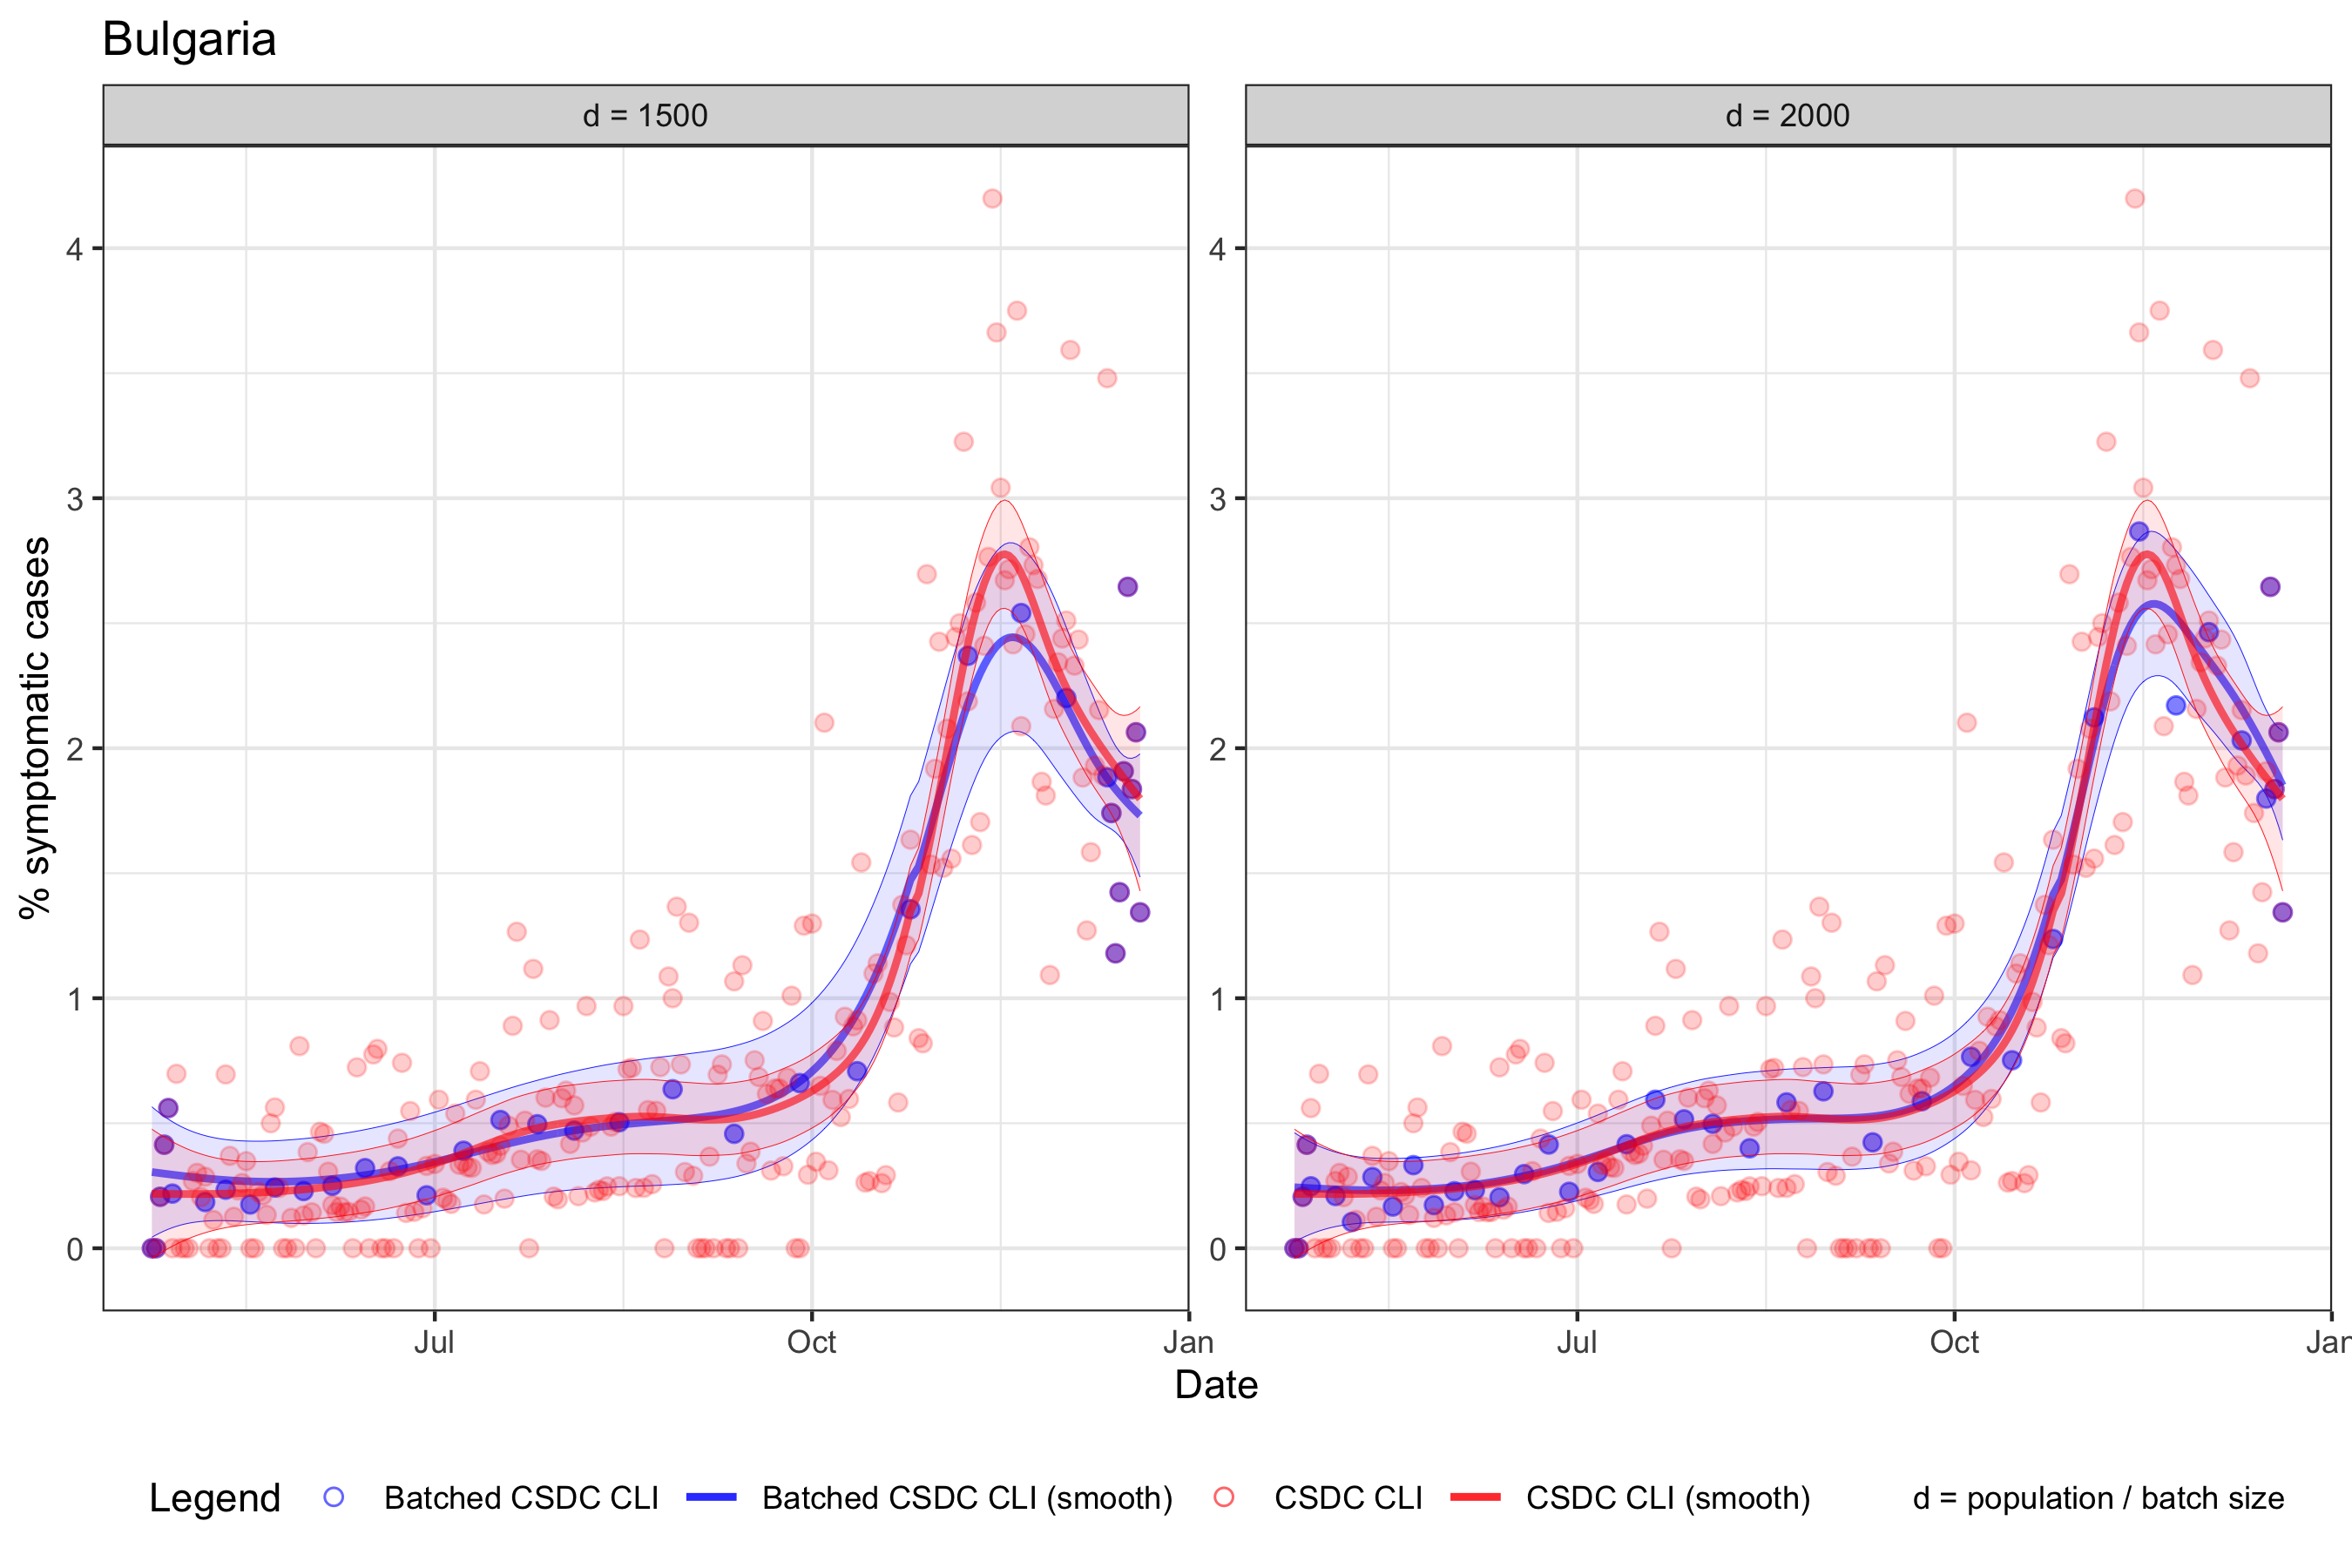 Bulgaria
d = 1500
d = 2000
% symptomatic cases
4
3
2
1
0
4
3
2
1
0
Jul
Oct
Jan
Jul
Oct
Jan
Date
Legend
Batched CSDC CLI
Batched CSDC CLI (smooth)
CSDC CLI
CSDC CLI (smooth)
d = population / batch size